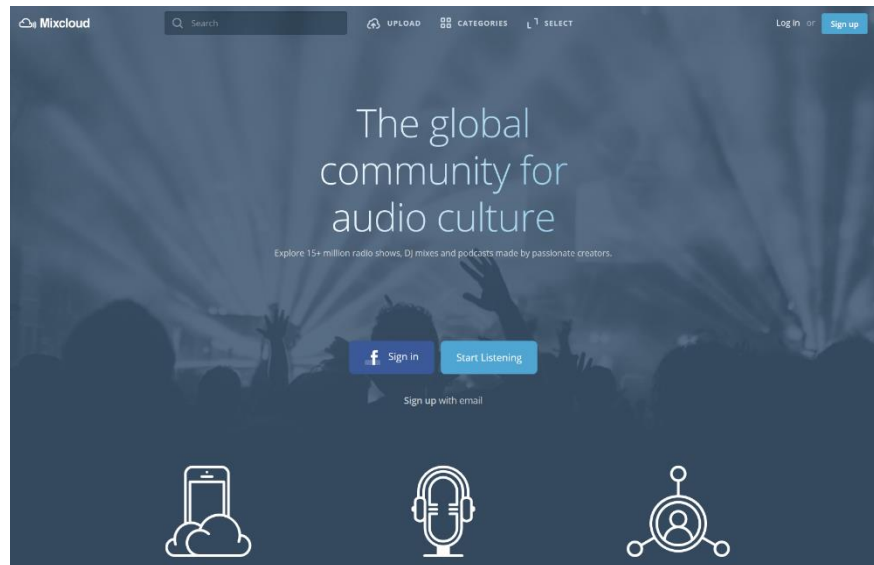 Mixcloud
Search
UPLOAD
CATEGORIES
SELECT
Log in or Sign up
The global
community for
audio culture
Explore 15+ million radio shows, DJ mixes and podcasts made by passionate creators.
f Sign in
Start Listening
Sign up with email